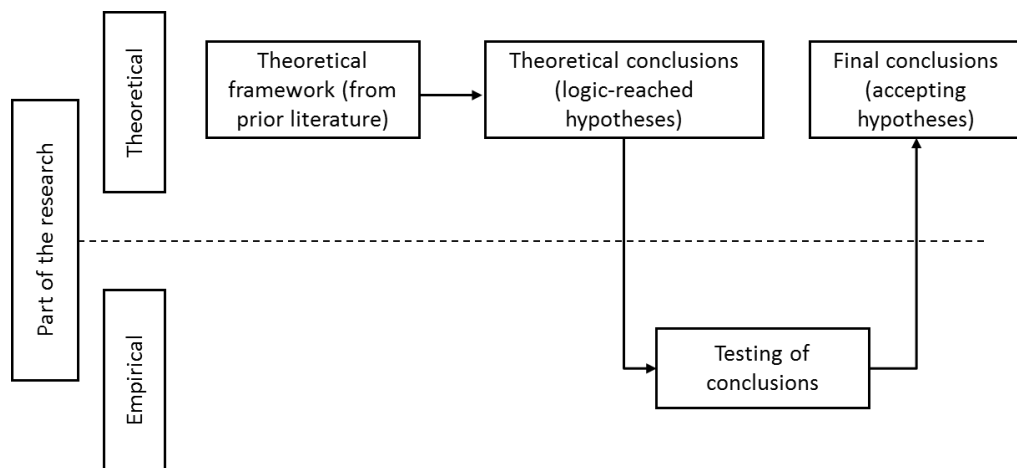 Part of the research
Theoretical
Empirical
Theoretical
framework (from
prior literature)
Theoretical conclusions
(logic-reached
hypotheses)
Final conclusions
(accepting
hypotheses)
Testing of
conclusions